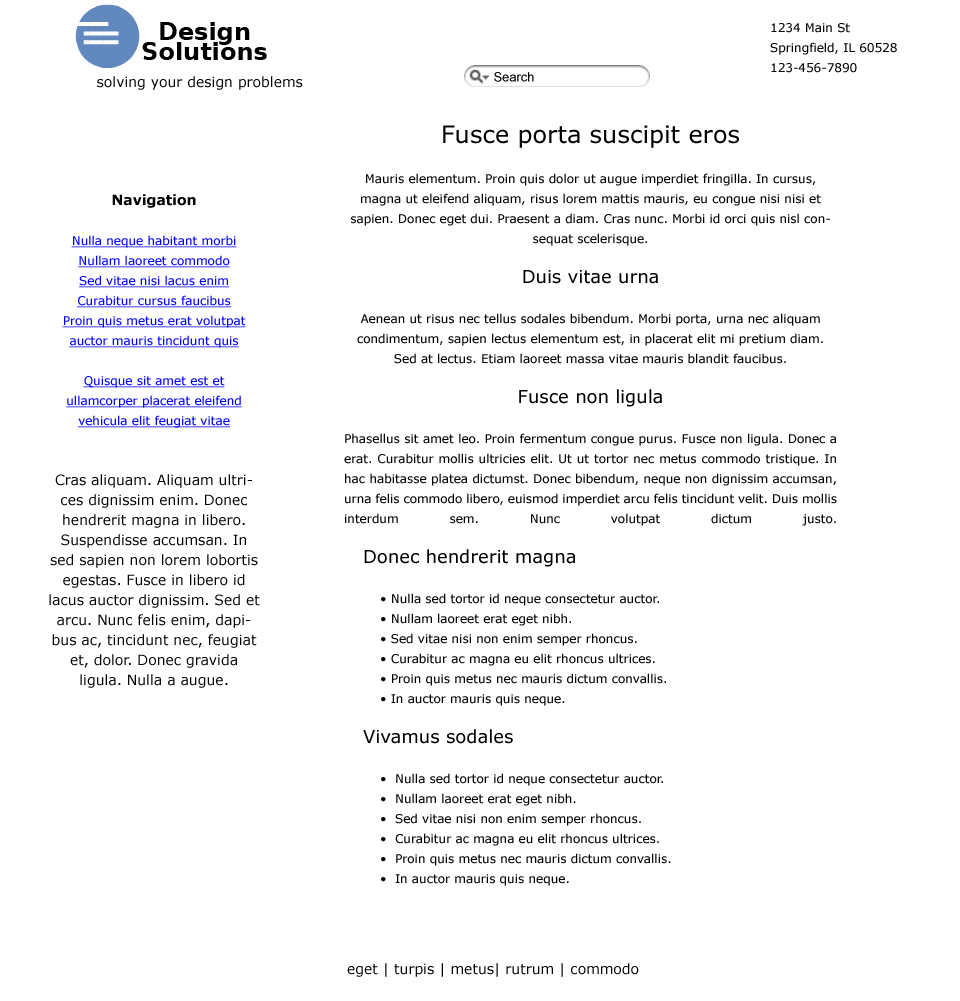 Design
Solutions
solving your design problems
Search
1234 Main St
Springfield, IL 60528
123-456-7890
Navigation
Nulla neque habitant morbi
Nullam laoreet commodo
Sed vitae nisi lacus enim
Curabitur cursus faucibus
Proin quis metus erat volutpat
auctor mauris tincidunt quis
Quisque sit amet est et
ullamcorper placerat eleifend
vehicula elit feugiat vitae
Cras aliquam. Aliquam ultri-
ces dignissim enim. Donec
hendrerit magna in libero.
Suspendisse accumsan. In
sed sapien non lorem lobortis
egestas. Fusce in libero id
lacus auctor dignissim. Sed et
arcu. Nunc felis enim, dapi-
bus ac, tincidunt nec, feugiat
et, dolor. Donec gravida
ligula. Nulla a augue.
Fusce porta suscipit eros
Mauris elementum. Proin quis dolor ut augue imperdiet fringilla. In cursus,
magna ut eleifend aliquam, risus lorem mattis mauris, eu congue nisi nisi et
sapien. Donec eget dui. Praesent a diam. Cras nunc. Morbi id orci quis nisl con-
sequat scelerisque.
Duis vitae urna
Aenean ut risus nec tellus sodales bibendum. Morbi porta, urna nec aliquam
condimentum, sapien lectus elementum est, in placerat elit mi pretium diam.
Sed at lectus. Etiam laoreet massa vitae mauris blandit faucibus.
Fusce non ligula
Phasellus sit amet leo. Proin fermentum congue purus. Fusce non ligula. Donec a
erat. Curabitur mollis ultricies elit. Ut ut tortor nec metus commodo tristique. In
hac habitasse platea dictumst. Donec bibendum, neque non dignissim accumsan,
urna felis commodo libero, euismod imperdiet arcu felis tincidunt velit. Duis mollis
interdum sem. Nunc volutpat dictum justo.
Donec hendrerit magna
• Nulla sed tortor id neque consectetur auctor.
• Nullam laoreet erat eget nibh.
• Sed vitae nisi non enim semper rhoncus.
• Curabitur ac magna eu elit rhoncus ultrices.
• Proin quis metus nec mauris dictum convallis.
• In auctor mauris quis neque.
Vivamus sodales
• Nulla sed tortor id neque consectetur auctor.
• Nullam laoreet erat eget nibh.
• Sed vitae nisi non enim semper rhoncus.
• Curabitur ac magna eu elit rhoncus ultrices.
• Proin quis metus nec mauris dictum convallis.
• In auctor mauris quis neque.
eget | turpis | metus| rutrum | commodo